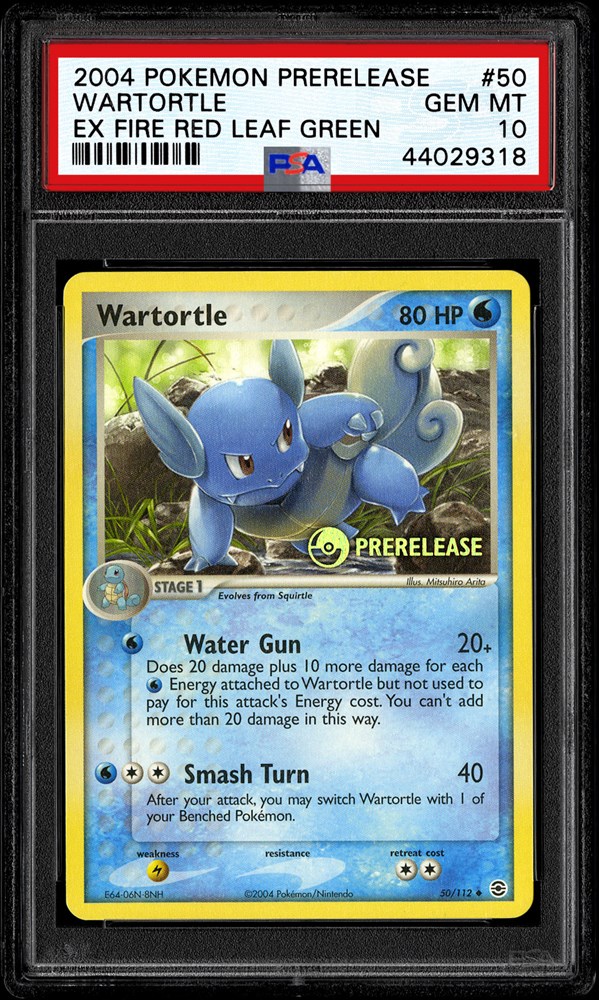 2004 POKEMON PRERELEASE #50
WARTORTLE GEM MT
EX FIRE RED LEAF GREEN 10
PSA 44029318
Wartortle 80 HP
PRERELEASE
STAGE 1
Illus. Mitsuhiro Arita
Evolves from Squirtle
Water Gun 20+
Does 20 damage plus 10 more damage for each
Energy attached to Wartortle but not used to
pay for this attack's Energy cost. You can't add
more than 20 damage in this way.
Smash Turn 40
After your attack, you may switch Wartortle with 1 of
your Benched Pokémon.
weakness resistance retreat cost
E64-06N-8NH ©2004 Pokémon/Nintendo 50/112
PSA